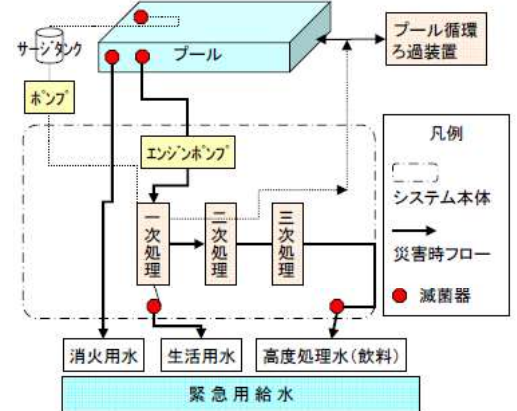 サージタンク
プール
プール循環
ろ過装置
ポンプ
エンジンポンプ
凡例
システム本体
災害時フロー
滅菌器
一次処理
二次処理
三次処理
消火用水
生活用水
高度処理水(飲料)
緊急用給水